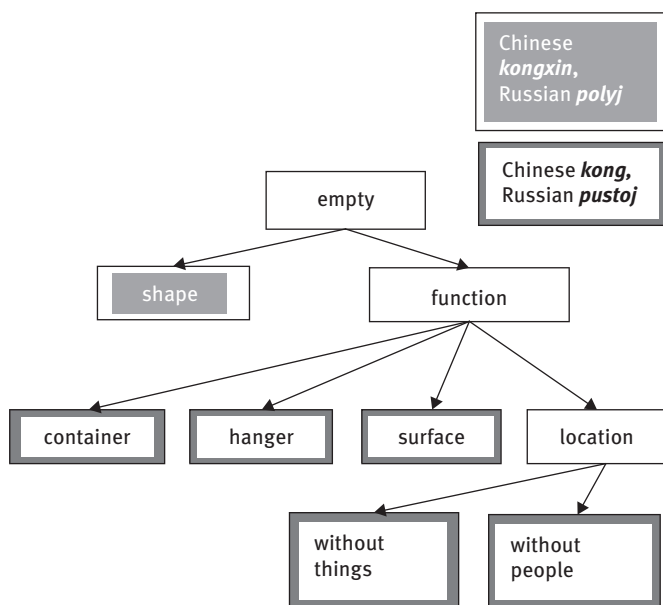 Chinese
kongxin,
Russian polyj
Chinese kong,
Russian pustoj
empty
shape
function
container
hanger
surface
location
without
things
without
people